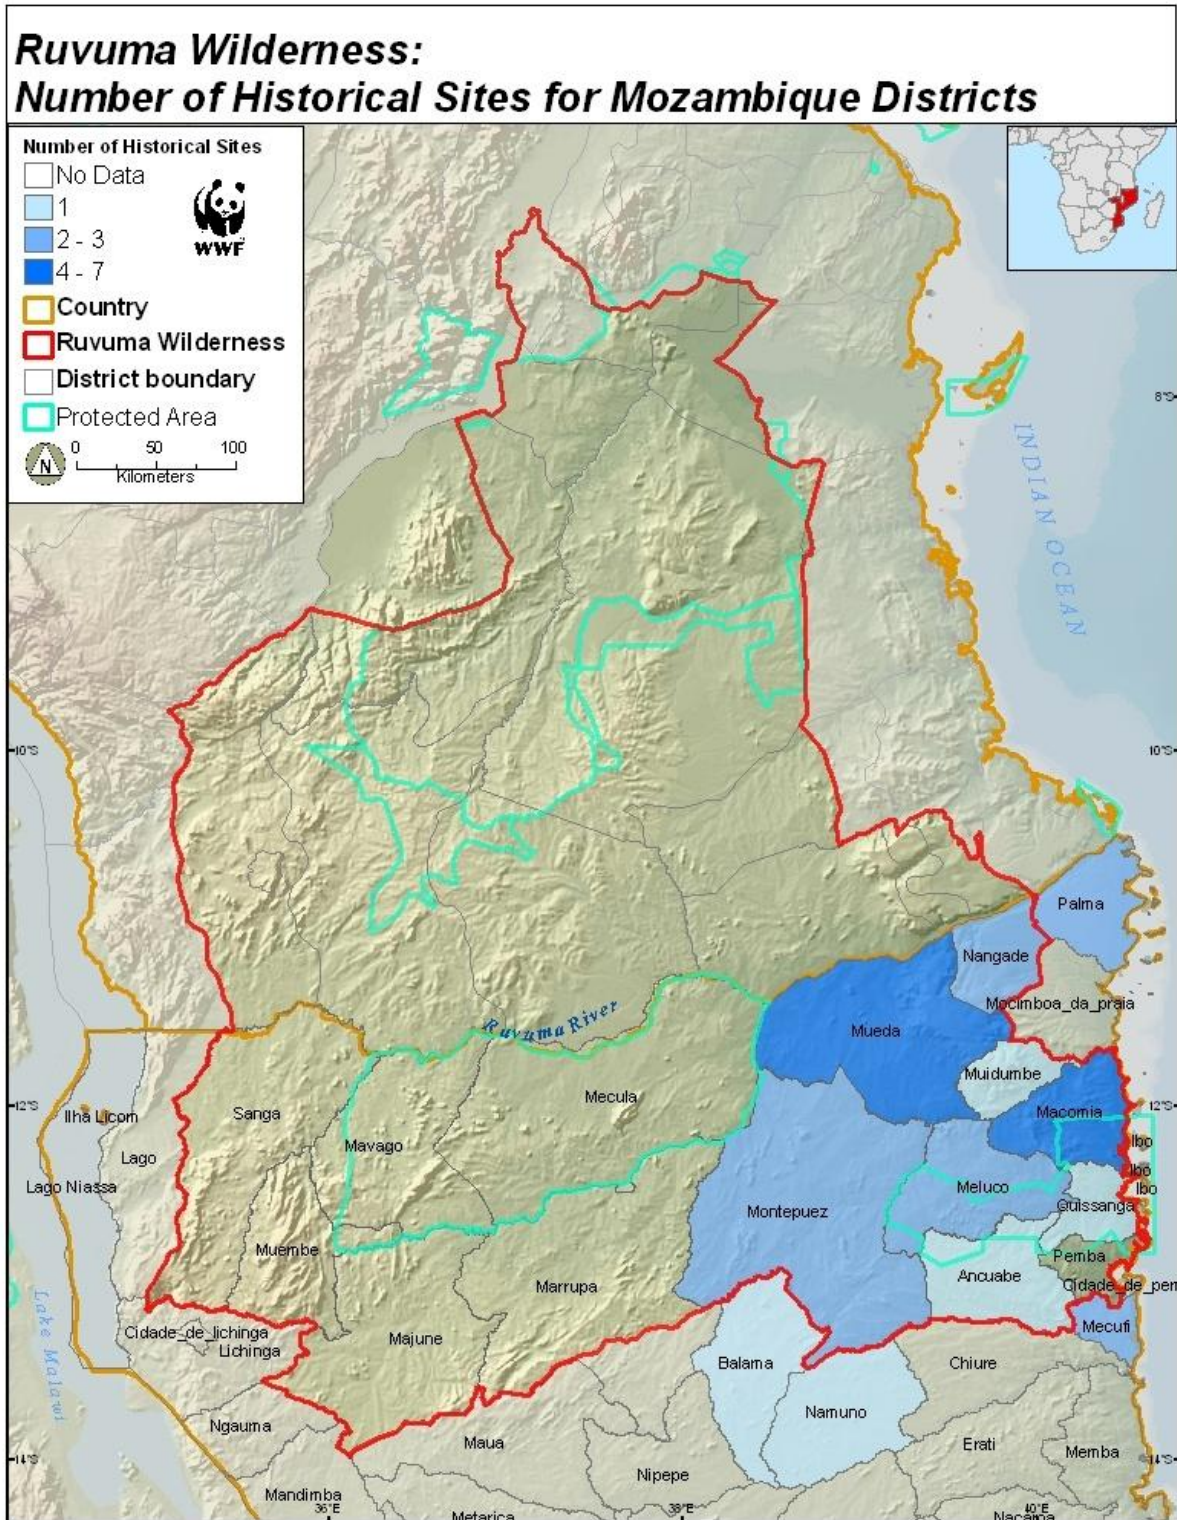 Ruvuma Wilderness:
Number of Historical Sites for Mozambique Districts
Number of Historical Sites
No Data
1
2 - 3
4 - 7
Country
Ruvuma Wilderness
District boundary
Protected Area
WWF
N
0 50 100
Kilometers
8°S
INDIAN OCEAN
10°S
10°S
Palma
Nangade
Mocimboa_da_praia
Ruvuma River
Mueda
Muidumbe
Mecula
12°S
12°S
Ilha Licom
Sanga
Macomia
Mavago
Ibo
Lago
Ibo
Lago Niassa
Meluco
Ibo
Quissanga
Montepuez
Muembe
Pemba
Ancuabe
Marrupa
Cidade_de_pem
Lake Malawi
Cidade_de_lichinga
Lichinga
Majune
Mecufi
Balama
Chiure
Namuno
Ngauma
Maua
Erati
Memba
14°S
14°S
Nipepe
Mandimba
36°E
38°E
40°E
Metarica
Nacaroa